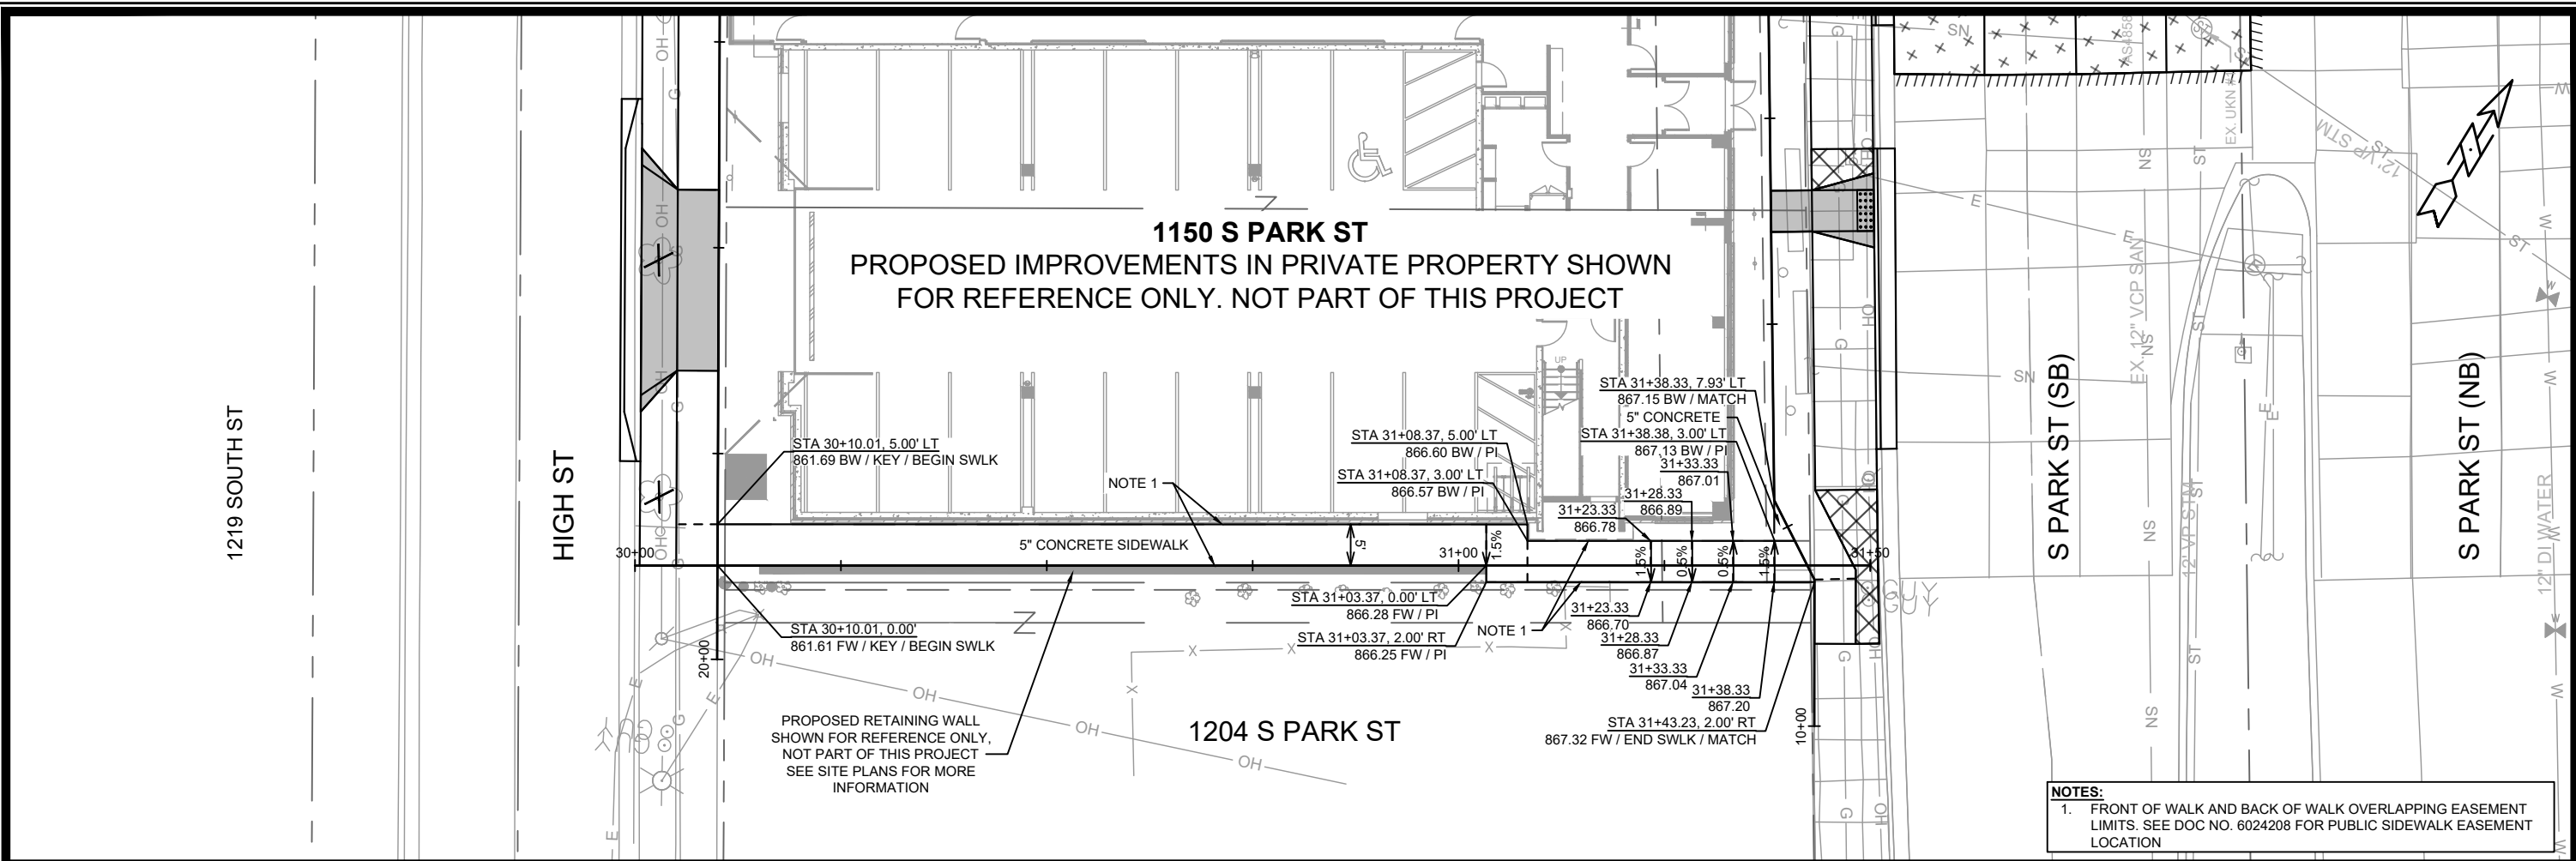 1150 S PARK ST
PROPOSED IMPROVEMENTS IN PRIVATE PROPERTY SHOWN
FOR REFERENCE ONLY. NOT PART OF THIS PROJECT
1219 SOUTH ST
HIGH ST
S PARK ST (SB)
S PARK ST (NB)
EX. 12" VCP SAN
12" VP STM
12" VP STM
12" DI WATER
EX. UKN
UP
STA 30+10.01, 5.00' LT
861.69 BW / KEY / BEGIN SWLK
NOTE 1
STA 31+08.37, 5.00' LT
866.60 BW / PI
STA 31+08.37, 3.00' LT
866.57 BW / PI
STA 31+38.33, 7.93' LT
867.15 BW / MATCH
5" CONCRETE
STA 31+38.38, 3.00' LT
867.13 BW / PI
31+33.33
867.01
31+28.33
866.89
31+23.33
866.78
30+00
5" CONCRETE SIDEWALK
5'
31+00
1.5%
1.5%
0.5%
0.5%
1.5%
31+50
STA 30+10.01, 0.00'
861.61 FW / KEY / BEGIN SWLK
20+00
STA 31+03.37, 0.00' LT
866.28 FW / PI
STA 31+03.37, 2.00' RT
866.25 FW / PI
NOTE 1
31+23.33
866.70
31+28.33
866.87
31+33.33
867.04
31+38.33
867.20
STA 31+43.23, 2.00' RT
867.32 FW / END SWLK / MATCH
10+00
GUY
PROPOSED RETAINING WALL
SHOWN FOR REFERENCE ONLY,
NOT PART OF THIS PROJECT
SEE SITE PLANS FOR MORE
INFORMATION
1204 S PARK ST
OH
OH
OH
OH
NOTES:
1. FRONT OF WALK AND BACK OF WALK OVERLAPPING EASEMENT
LIMITS. SEE DOC NO. 6024208 FOR PUBLIC SIDEWALK EASEMENT
LOCATION